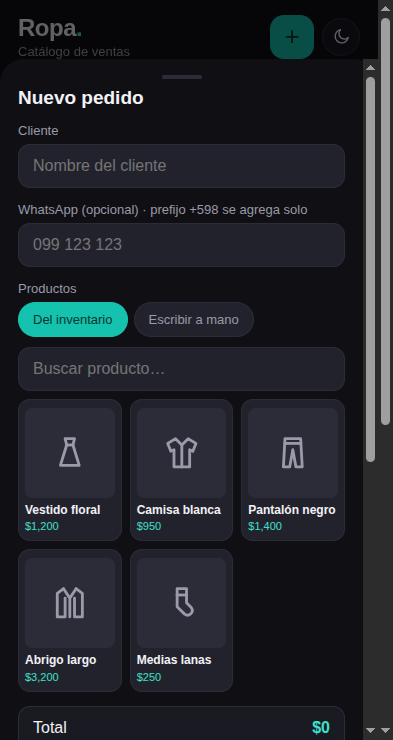 Ropa.
Catálogo de ventas
+
Nuevo pedido
Cliente
Nombre del cliente
WhatsApp (opcional) · prefijo +598 se agrega solo
099 123 123
Productos
Del inventario
Escribir a mano
Buscar producto…
Vestido floral
$1,200
Camisa blanca
$950
Pantalón negro
$1,400
Abrigo largo
$3,200
Medias lanas
$250
Total
$0